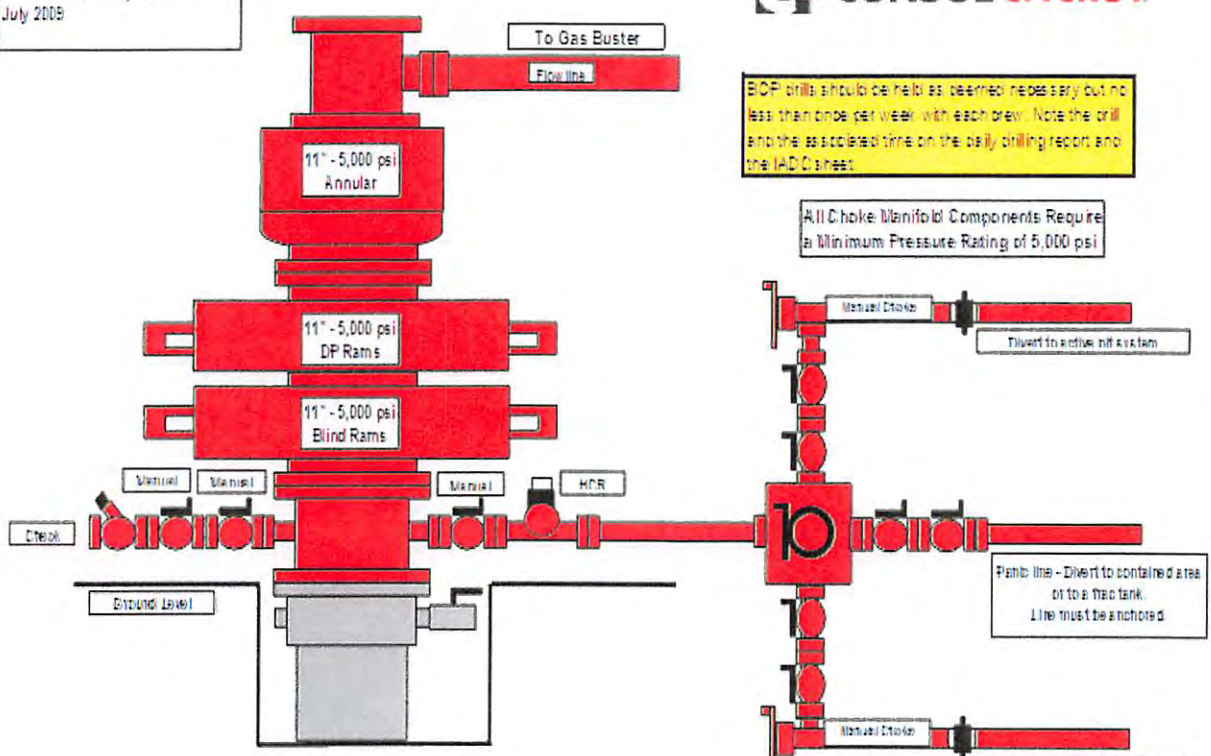 July 2009
To Gas Buster
Flow line
BOP drills should be held as deemed necessary but no
less than once per week with each crew. Note the drill
and the associated time on the daily drilling report and
the IADC sheet.
11" - 5,000 psi
Annular
All Choke Manifold Components Require
a Minimum Pressure Rating of 5,000 psi
Manual Choke
Divert to active pit system
11" - 5,000 psi
DP Rams
11" - 5,000 psi
Blind Rams
Manual
Manual
Manual
HCR
Check
Panic line - Divert to contained area
or to a frac tank.
Line must be anchored.
Ground Level
Manual Choke